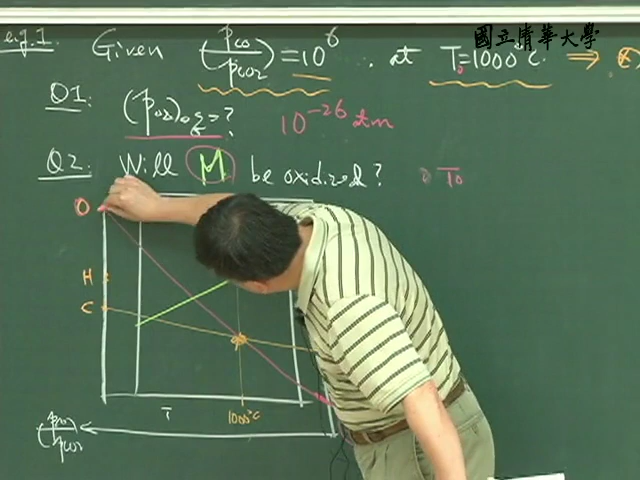 國立清華大學
e.g.1. Given (pCO/pCO2)=10^6 ... at T=1000°C. ⇒
Q1: (pO2)eq=? 10^-26 atm
Q2: Will M be oxidized?
O
H
C
T 1000°C
(pCO/pCO2)